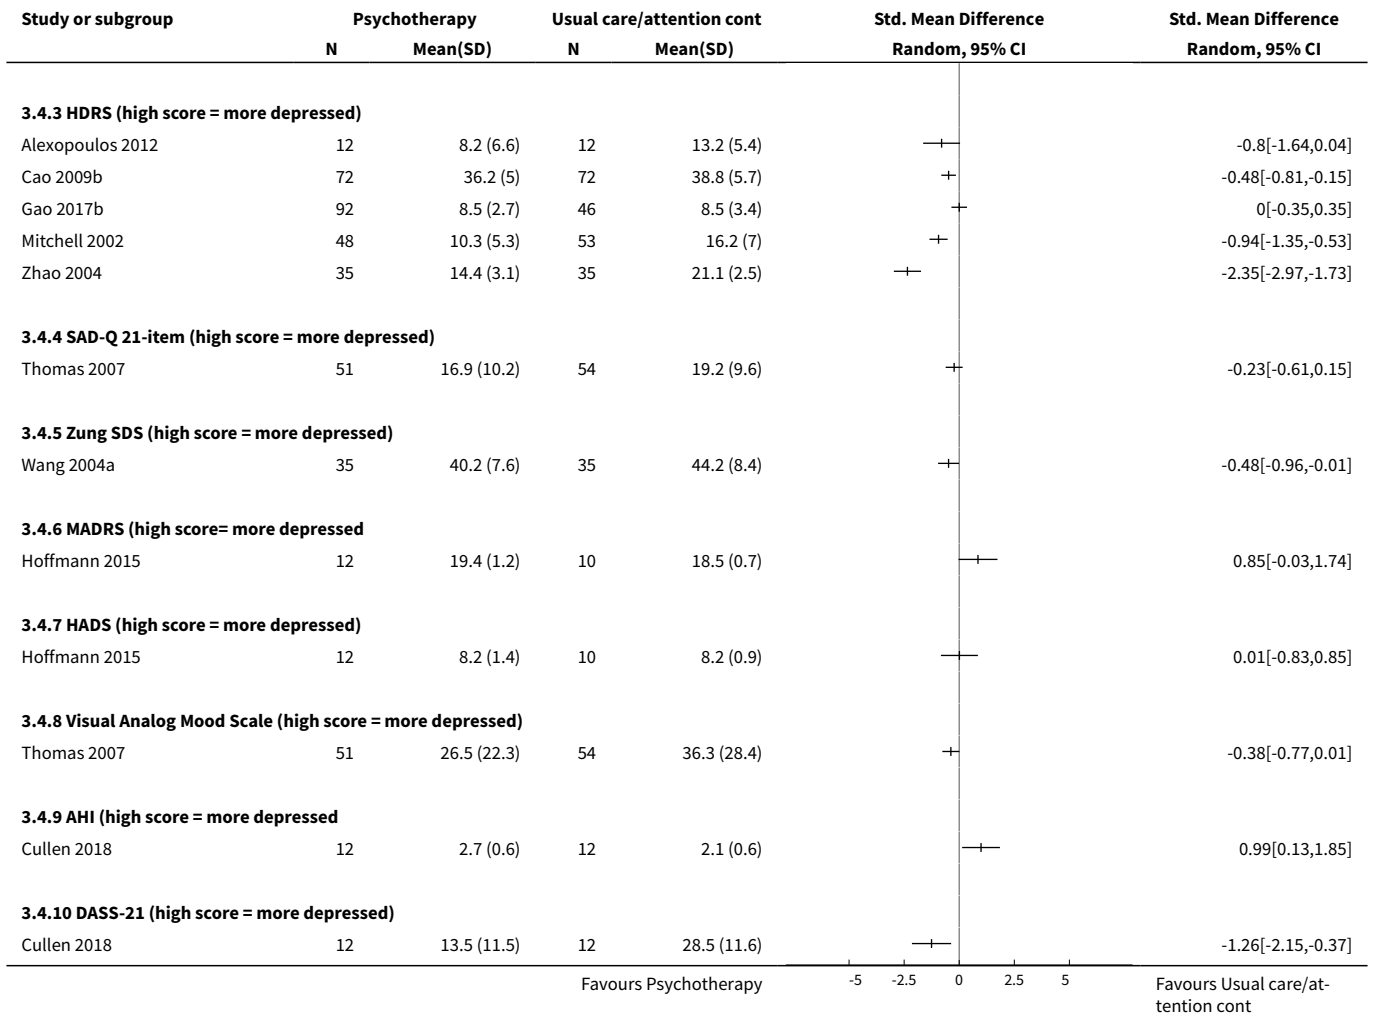 Study or subgroup Psychotherapy Usual care/attention cont Std. Mean Difference Std. Mean Difference
N Mean(SD) N Mean(SD) Random, 95% CI Random, 95% CI
3.4.3 HDRS (high score = more depressed)
Alexopoulos 2012 12 8.2 (6.6) 12 13.2 (5.4) -0.8[-1.64,0.04]
Cao 2009b 72 36.2 (5) 72 38.8 (5.7) -0.48[-0.81,-0.15]
Gao 2017b 92 8.5 (2.7) 46 8.5 (3.4) 0[-0.35,0.35]
Mitchell 2002 48 10.3 (5.3) 53 16.2 (7) -0.94[-1.35,-0.53]
Zhao 2004 35 14.4 (3.1) 35 21.1 (2.5) -2.35[-2.97,-1.73]
3.4.4 SAD-Q 21-item (high score = more depressed)
Thomas 2007 51 16.9 (10.2) 54 19.2 (9.6) -0.23[-0.61,0.15]
3.4.5 Zung SDS (high score = more depressed)
Wang 2004a 35 40.2 (7.6) 35 44.2 (8.4) -0.48[-0.96,-0.01]
3.4.6 MADRS (high score= more depressed
Hoffmann 2015 12 19.4 (1.2) 10 18.5 (0.7) 0.85[-0.03,1.74]
3.4.7 HADS (high score = more depressed)
Hoffmann 2015 12 8.2 (1.4) 10 8.2 (0.9) 0.01[-0.83,0.85]
3.4.8 Visual Analog Mood Scale (high score = more depressed)
Thomas 2007 51 26.5 (22.3) 54 36.3 (28.4) -0.38[-0.77,0.01]
3.4.9 AHI (high score = more depressed
Cullen 2018 12 2.7 (0.6) 12 2.1 (0.6) 0.99[0.13,1.85]
3.4.10 DASS-21 (high score = more depressed)
Cullen 2018 12 13.5 (11.5) 12 28.5 (11.6) -1.26[-2.15,-0.37]
Favours Psychotherapy -5 -2.5 0 2.5 5 Favours Usual care/at-
tention cont